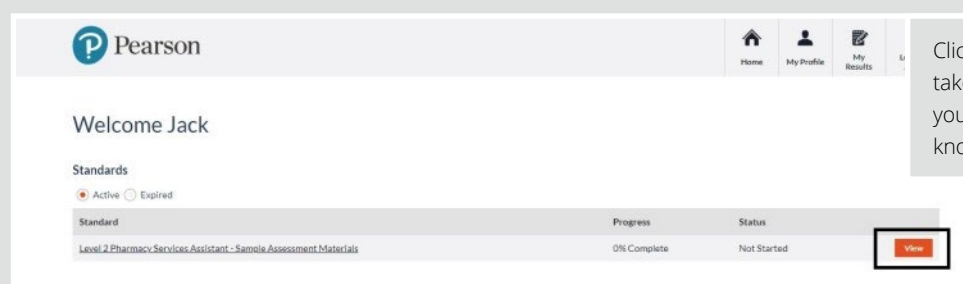 Pearson
Home
My Profile
My
Results
Welcome Jack
Standards
Active
Expired
Standard
Progress
Status
Level 2 Pharmacy Services Assistant - Sample Assessment Materials
0% Complete
Not Started
View